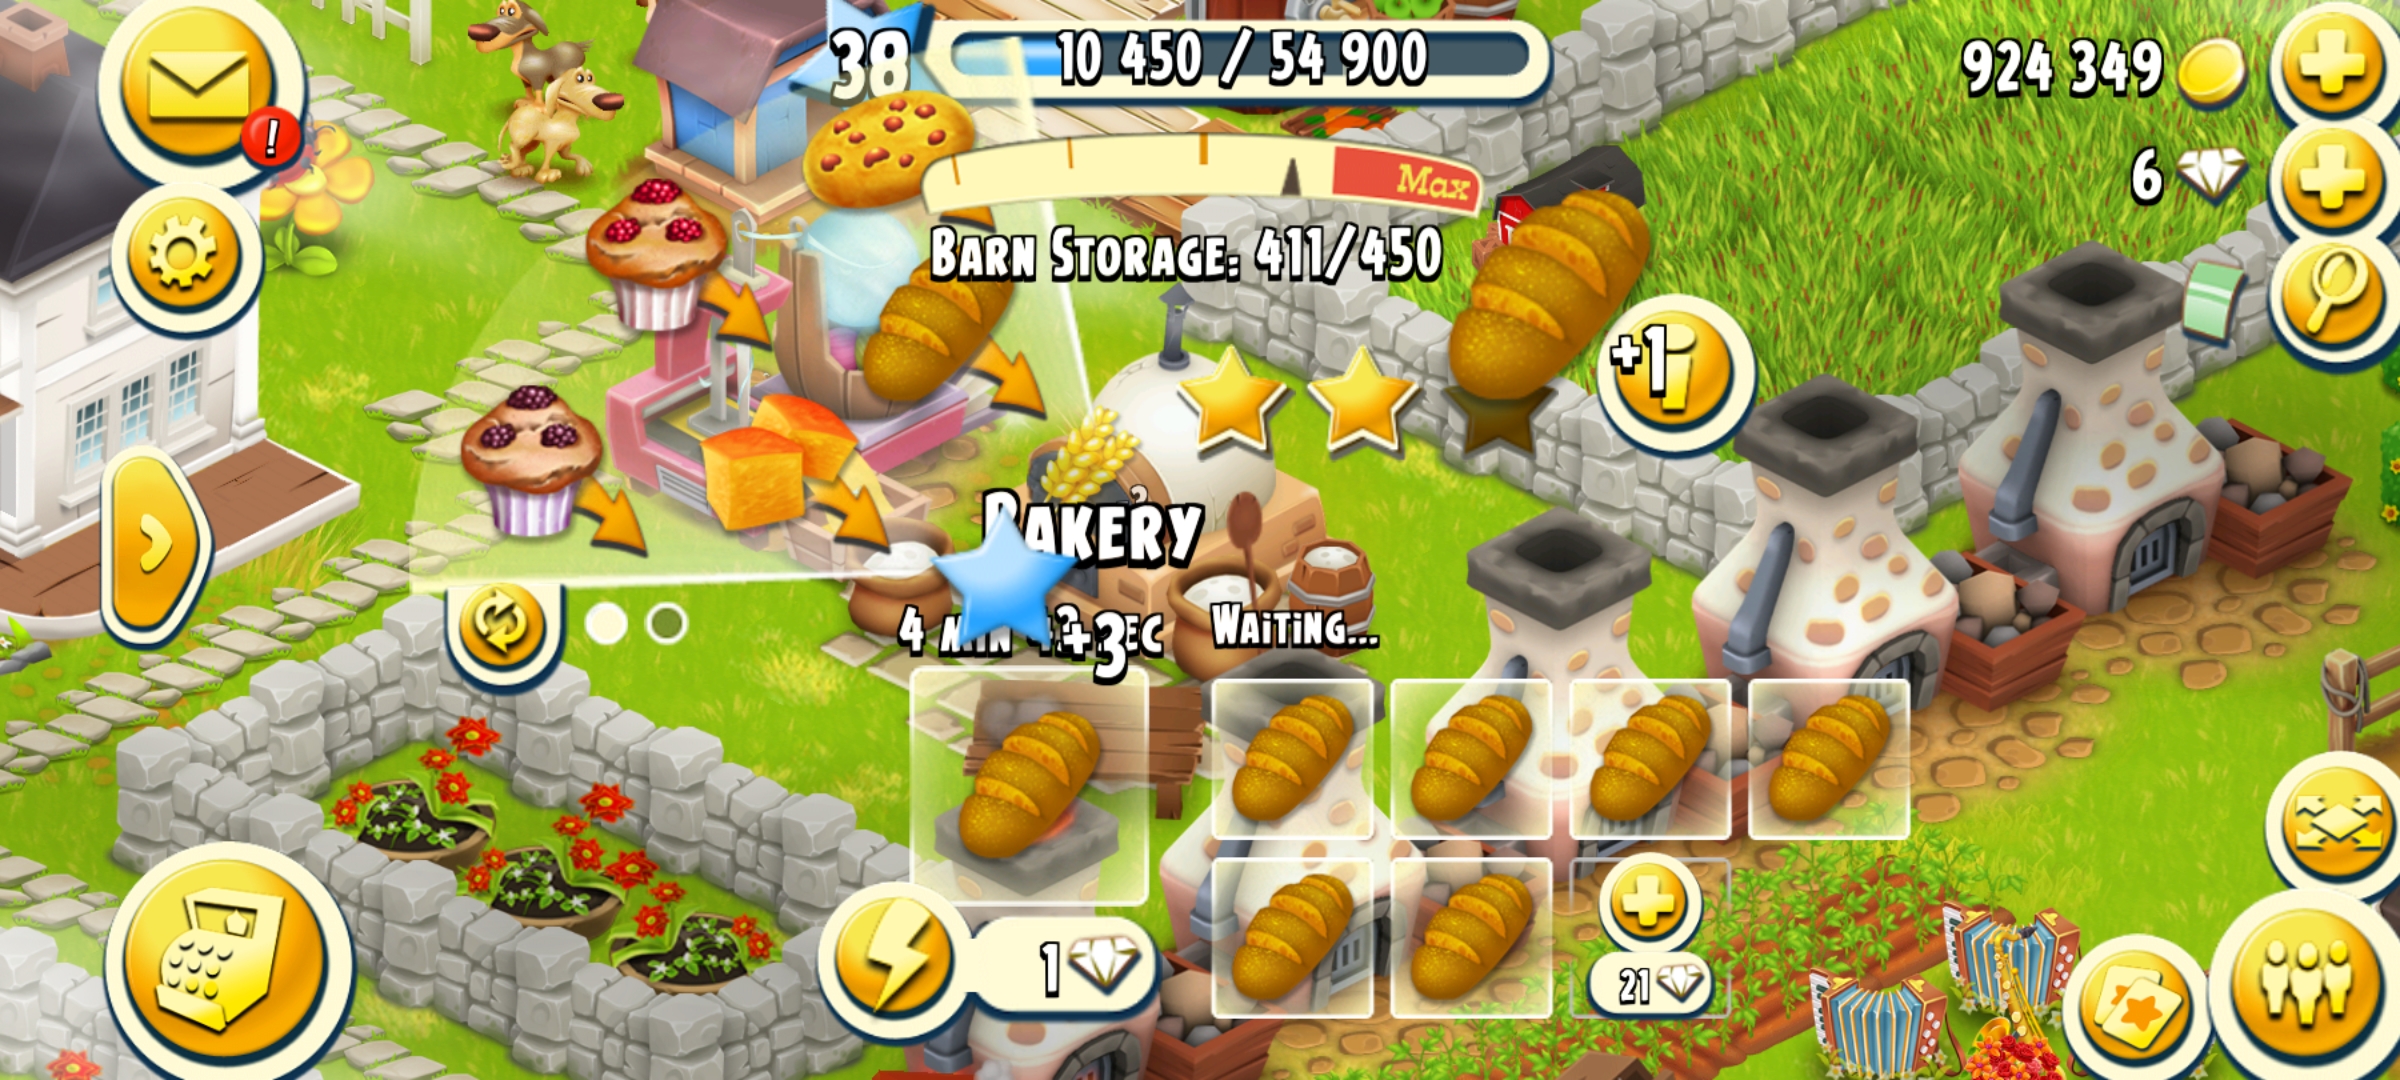 38
10 450 / 54 900
924 349
6
!
Max
BARN STORAGE: 411/450
+1
BAKERY
4 MIN
+3
WAITING...
1
21